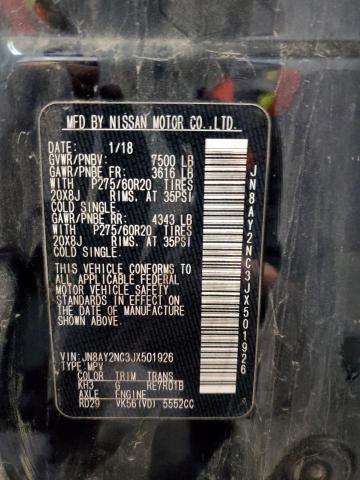 MFD BY NISSAN MOTOR CO.,LTD.
DATE: 1/18
GVWR/PNBV: 7500 LB
GAWR/PNBE FR: 3616 LB
WITH P275/60R20 TIRES
20X8J RIMS. AT 35PSI
COLD SINGLE.
GAWR/PNBE RR: 4343 LB
WITH P275/60R20 TIRES
20X8J RIMS. AT 35PSI
COLD SINGLE.
THIS VEHICLE CONFORMS TO
ALL APPLICABLE FEDERAL
MOTOR VEHICLE SAFETY
STANDARDS IN EFFECT ON
THE DATE OF MANUFACTURE
SHOWN ABOVE.
VIN: JN8AY2NC3JX501926
TYPE: MPV
COLOR TRIM TRANS
KH3 G RE7R01B
AXLE ENGINE
RD29 VK56(VD) 5552CC
JN8AY2NC3JX501926